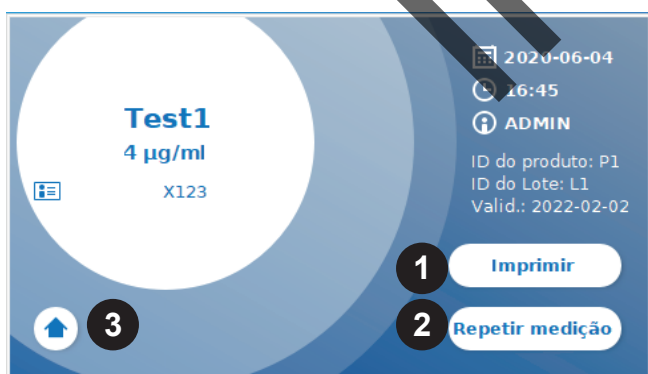 Test1
4 µg/ml
X123
2020-06-04
16:45
ADMIN
ID do produto: P1
ID do Lote: L1
Valid.: 2022-02-02
1
Imprimir
2
Repetir medição
3